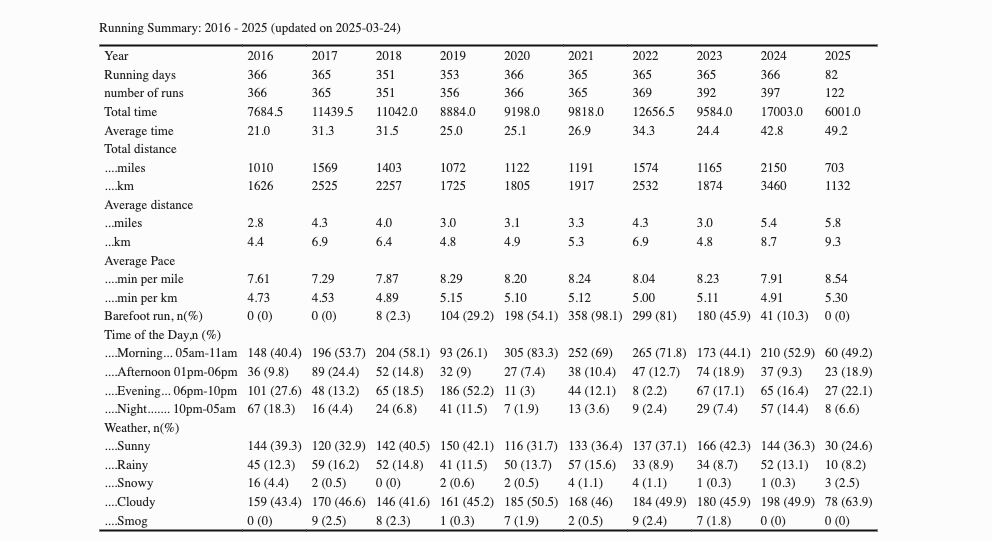 Running Summary: 2016 - 2025 (updated on 2025-03-24)
Year 2016 2017 2018 2019 2020 2021 2022 2023 2024 2025
Running days 366 365 351 353 366 365 365 365 366 82
number of runs 366 365 351 356 366 365 369 392 397 122
Total time 7684.5 11439.5 11042.0 8884.0 9198.0 9818.0 12656.5 9584.0 17003.0 6001.0
Average time 21.0 31.3 31.5 25.0 25.1 26.9 34.3 24.4 42.8 49.2
Total distance
....miles 1010 1569 1403 1072 1122 1191 1574 1165 2150 703
....km 1626 2525 2257 1725 1805 1917 2532 1874 3460 1132
Average distance
...miles 2.8 4.3 4.0 3.0 3.1 3.3 4.3 3.0 5.4 5.8
...km 4.4 6.9 6.4 4.8 4.9 5.3 6.9 4.8 8.7 9.3
Average Pace
....min per mile 7.61 7.29 7.87 8.29 8.20 8.24 8.04 8.23 7.91 8.54
....min per km 4.73 4.53 4.89 5.15 5.10 5.12 5.00 5.11 4.91 5.30
Barefoot run, n(%) 0 (0) 0 (0) 8 (2.3) 104 (29.2) 198 (54.1) 358 (98.1) 299 (81) 180 (45.9) 41 (10.3) 0 (0)
Time of the Day,n (%)
....Morning... 05am-11am 148 (40.4) 196 (53.7) 204 (58.1) 93 (26.1) 305 (83.3) 252 (69) 265 (71.8) 173 (44.1) 210 (52.9) 60 (49.2)
....Afternoon 01pm-06pm 36 (9.8) 89 (24.4) 52 (14.8) 32 (9) 27 (7.4) 38 (10.4) 47 (12.7) 74 (18.9) 37 (9.3) 23 (18.9)
....Evening... 06pm-10pm 101 (27.6) 48 (13.2) 65 (18.5) 186 (52.2) 11 (3) 44 (12.1) 8 (2.2) 67 (17.1) 65 (16.4) 27 (22.1)
....Night....... 10pm-05am 67 (18.3) 16 (4.4) 24 (6.8) 41 (11.5) 7 (1.9) 13 (3.6) 9 (2.4) 29 (7.4) 57 (14.4) 8 (6.6)
Weather, n(%)
....Sunny 144 (39.3) 120 (32.9) 142 (40.5) 150 (42.1) 116 (31.7) 133 (36.4) 137 (37.1) 166 (42.3) 144 (36.3) 30 (24.6)
....Rainy 45 (12.3) 59 (16.2) 52 (14.8) 41 (11.5) 50 (13.7) 57 (15.6) 33 (8.9) 34 (8.7) 52 (13.1) 10 (8.2)
....Snowy 16 (4.4) 2 (0.5) 0 (0) 2 (0.6) 2 (0.5) 4 (1.1) 4 (1.1) 1 (0.3) 1 (0.3) 3 (2.5)
....Cloudy 159 (43.4) 170 (46.6) 146 (41.6) 161 (45.2) 185 (50.5) 168 (46) 184 (49.9) 180 (45.9) 198 (49.9) 78 (63.9)
....Smog 0 (0) 9 (2.5) 8 (2.3) 1 (0.3) 7 (1.9) 2 (0.5) 9 (2.4) 7 (1.8) 0 (0) 0 (0)